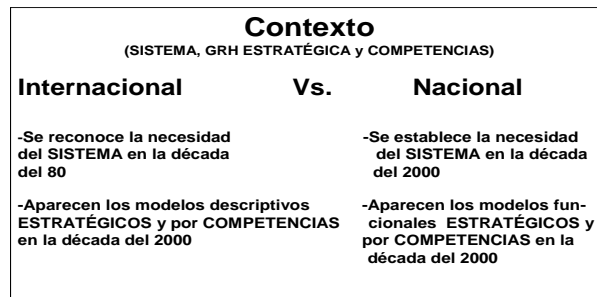 Contexto
(SISTEMA, GRH ESTRATÉGICA y COMPETENCIAS)
Internacional Vs. Nacional
-Se reconoce la necesidad
del SISTEMA en la década
del 80
-Aparecen los modelos descriptivos
ESTRATÉGICOS y por COMPETENCIAS
en la década del 2000
-Se establece la necesidad
del SISTEMA en la década
del 2000
-Aparecen los modelos fun-
cionales ESTRATÉGICOS y
por COMPETENCIAS en la
década del 2000